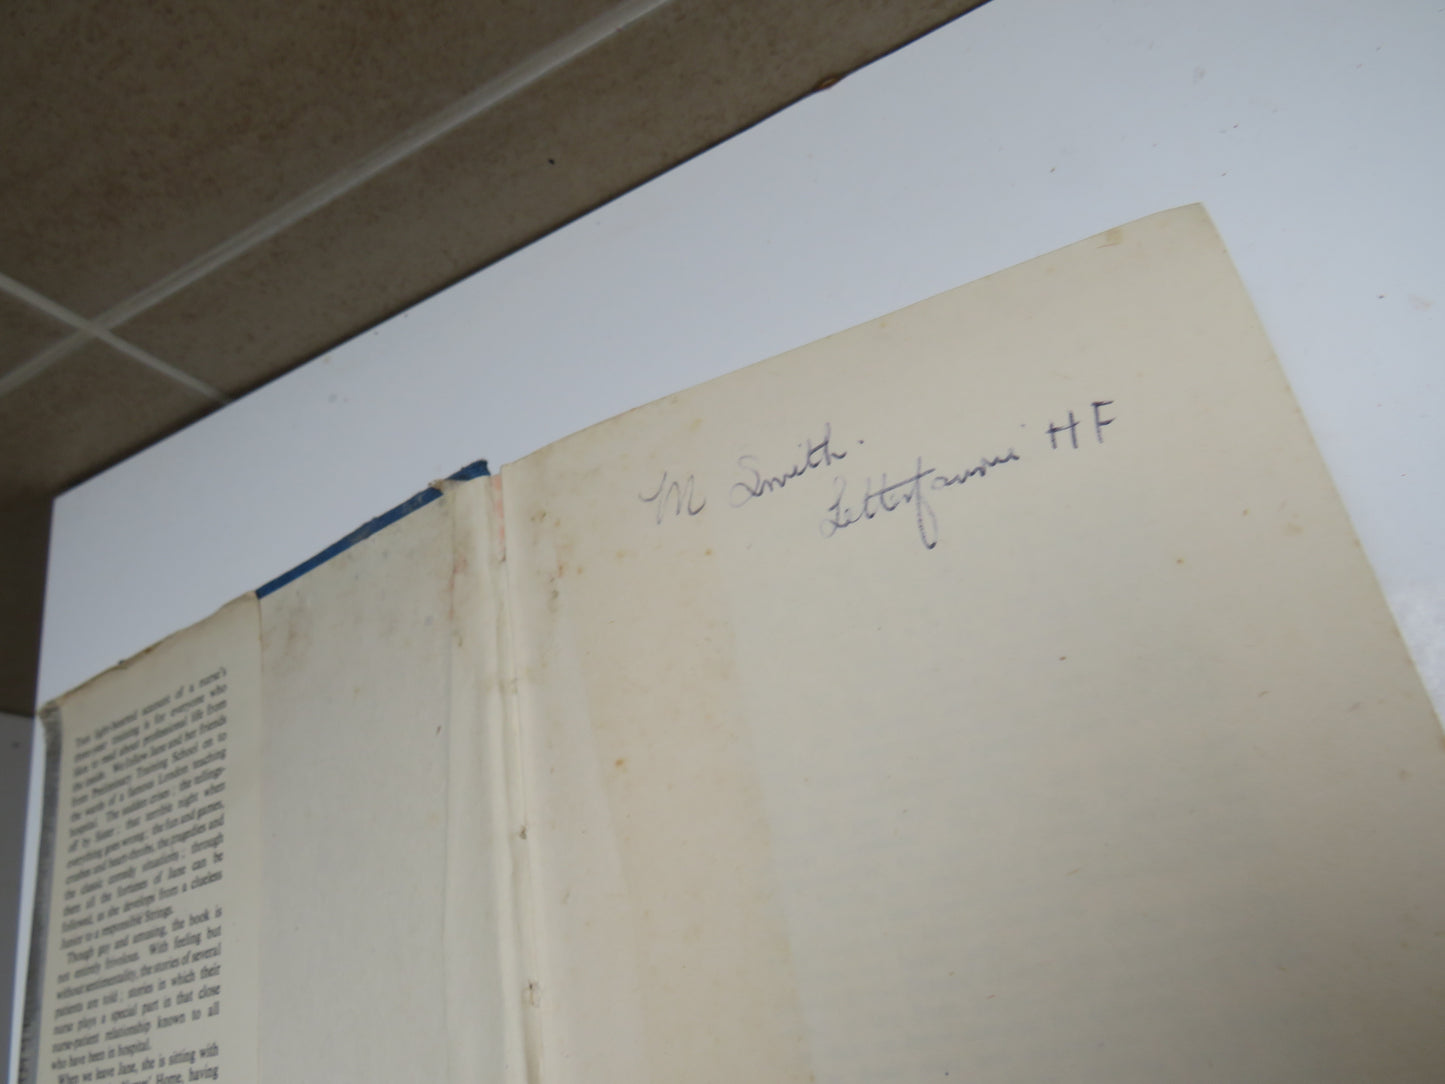 This light-hearted account of a nurse's
three-year training is for everyone who
likes to read about professional life from
the inside. We follow Jane and her friends
from Preliminary Training School on to
the wards of a famous London teaching
hospital. The sudden crises ; the tellings-
off by Sister ; that terrible night when
everything goes wrong ; the fun and games,
crushes and heart-throbs, the tragedies and
the classic comedy situations ; through
them all the fortunes of Jane can be
followed, as she develops from a clueless
Junior to a responsible Strings.
Though gay and amusing, the book is
not entirely frivolous. With feeling but
without sentimentality, the stories of several
patients are told ; stories in which their
nurse plays a special part in that close
nurse-patient relationship known to all
who have been in hospital.
When we leave Jane, she is sitting with
Home, having
M Smith.
Letterfourie HF